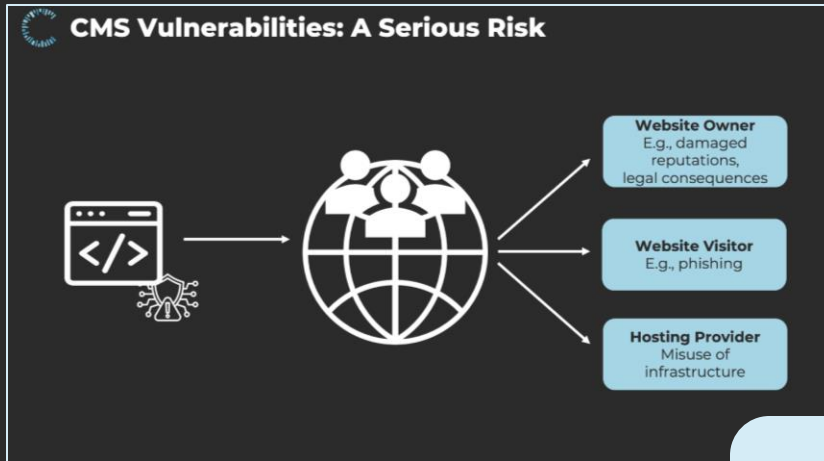 CMS Vulnerabilities: A Serious Risk
</>
Website Owner
E.g., damaged
reputations,
legal consequences
Website Visitor
E.g., phishing
Hosting Provider
Misuse of
infrastructure